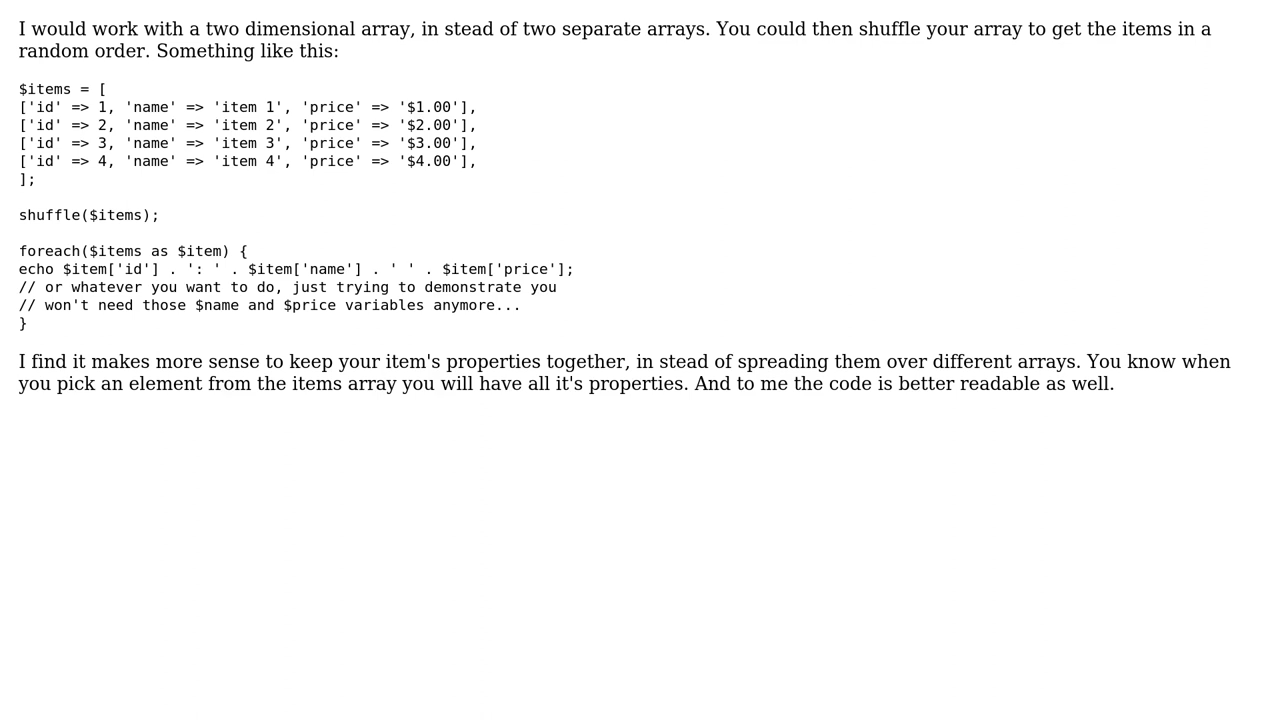 I would work with a two dimensional array, in stead of two separate arrays. You could then shuffle your array to get the items in a
random order. Something like this:
$items = [
['id' => 1, 'name' => 'item 1', 'price' => '$1.00'],
['id' => 2, 'name' => 'item 2', 'price' => '$2.00'],
['id' => 3, 'name' => 'item 3', 'price' => '$3.00'],
['id' => 4, 'name' => 'item 4', 'price' => '$4.00'],
];
shuffle($items);
foreach($items as $item) {
echo $item['id'] . ': ' . $item['name'] . ' ' . $item['price'];
// or whatever you want to do, just trying to demonstrate you
// won't need those $name and $price variables anymore...
}
I find it makes more sense to keep your item's properties together, in stead of spreading them over different arrays. You know when
you pick an element from the items array you will have all it's properties. And to me the code is better readable as well.